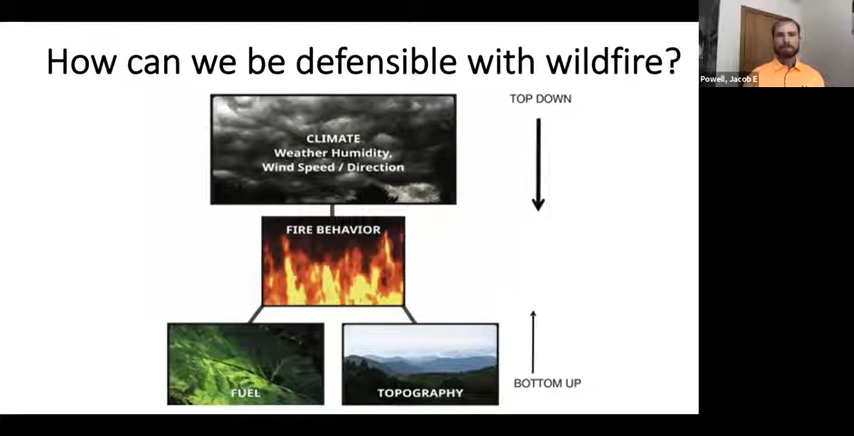 How can we be defensible with wildfire?
Powell, Jacob E
TOP DOWN
CLIMATE
Weather Humidity,
Wind Speed / Direction
FIRE BEHAVIOR
FUEL
TOPOGRAPHY
BOTTOM UP